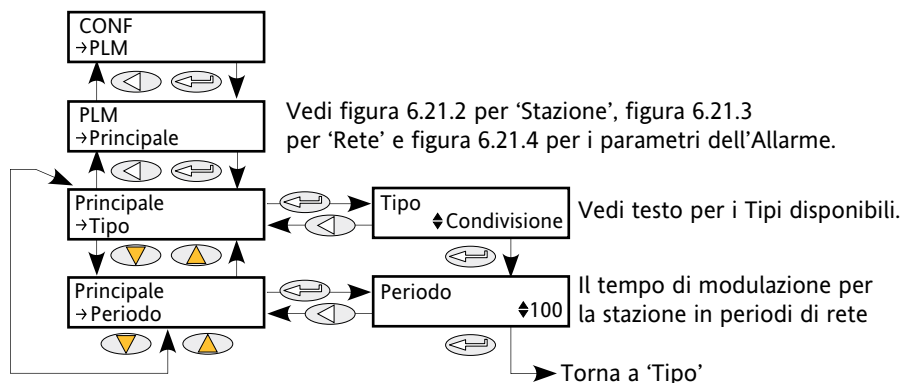 CONF
→PLM
PLM
→Principale
Vedi figura 6.21.2 per ‘Stazione’, figura 6.21.3
per ‘Rete’ e figura 6.21.4 per i parametri dell’Allarme.
Principale
→Tipo
Tipo
Condivisione
Vedi testo per i Tipi disponibili.
Principale
→Periodo
Periodo
100
Il tempo di modulazione per
la stazione in periodi di rete
Torna a ‘Tipo’